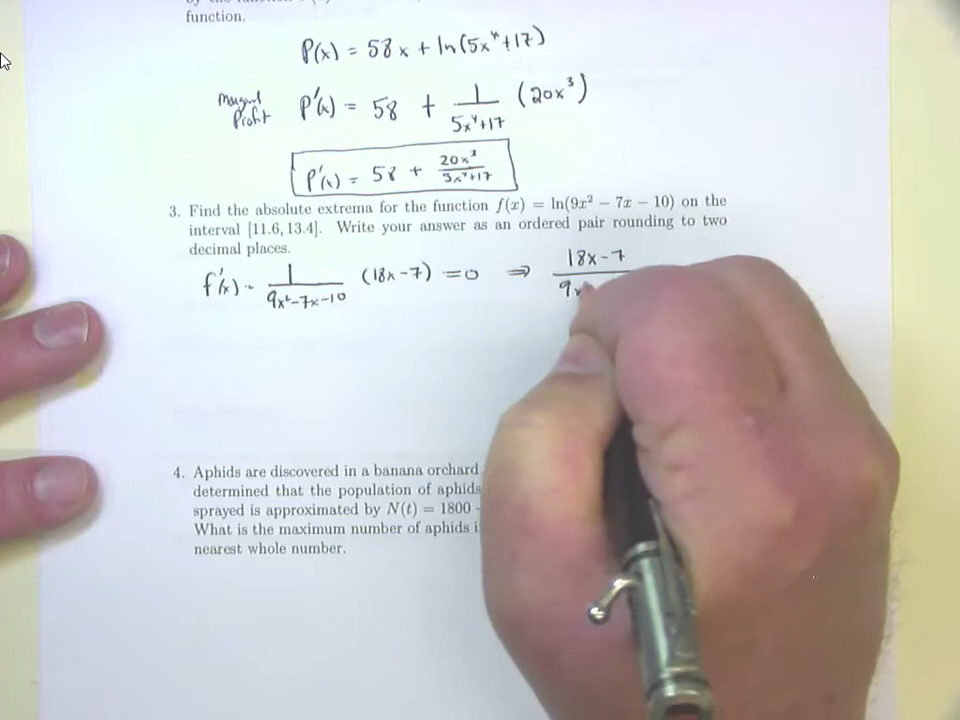 function.
P(x) = 58x + ln(5x⁴+17)
Marginal Profit P'(x) = 58 + 1/(5x⁴+17) (20x³)
P'(x) = 58 + 20x³/(5x⁴+17)
3. Find the absolute extrema for the function f(x) = ln(9x² − 7x − 10) on the
interval [11.6, 13.4]. Write your answer as an ordered pair rounding to two
decimal places.
f'(x) = 1/(9x²−7x−10) (18x−7) = 0 ⇒ 18x−7/9x
4. Aphids are discovered in a banana orchard
determined that the population of aphids
sprayed is approximated by N(t) = 1800
What is the maximum number of aphids
nearest whole number.